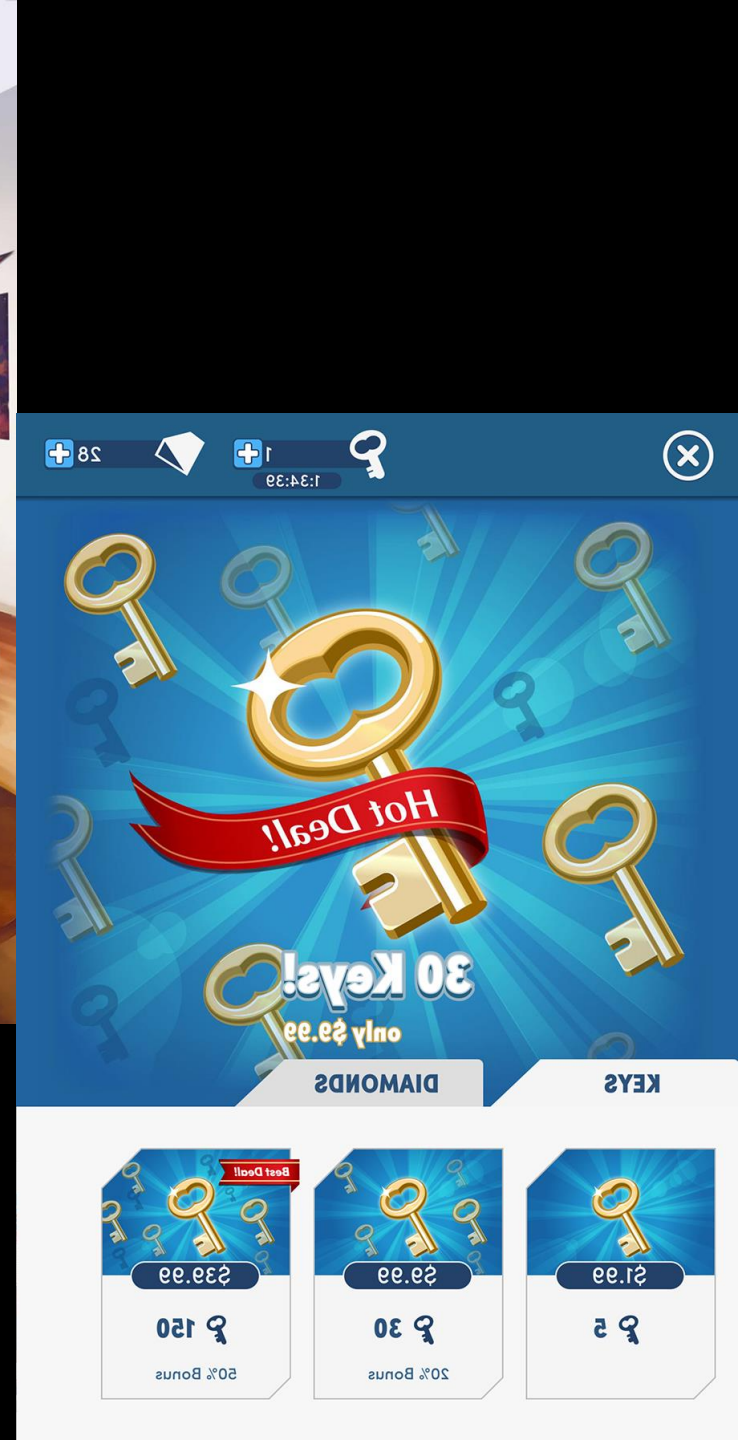 1
28
1:34:39
Hot Deal!
30 Keys!
only $9.99
KEYS
DIAMONDS
$1.99
5
$9.99
30
20% Bonus
Best Deal!
$39.99
150
50% Bonus